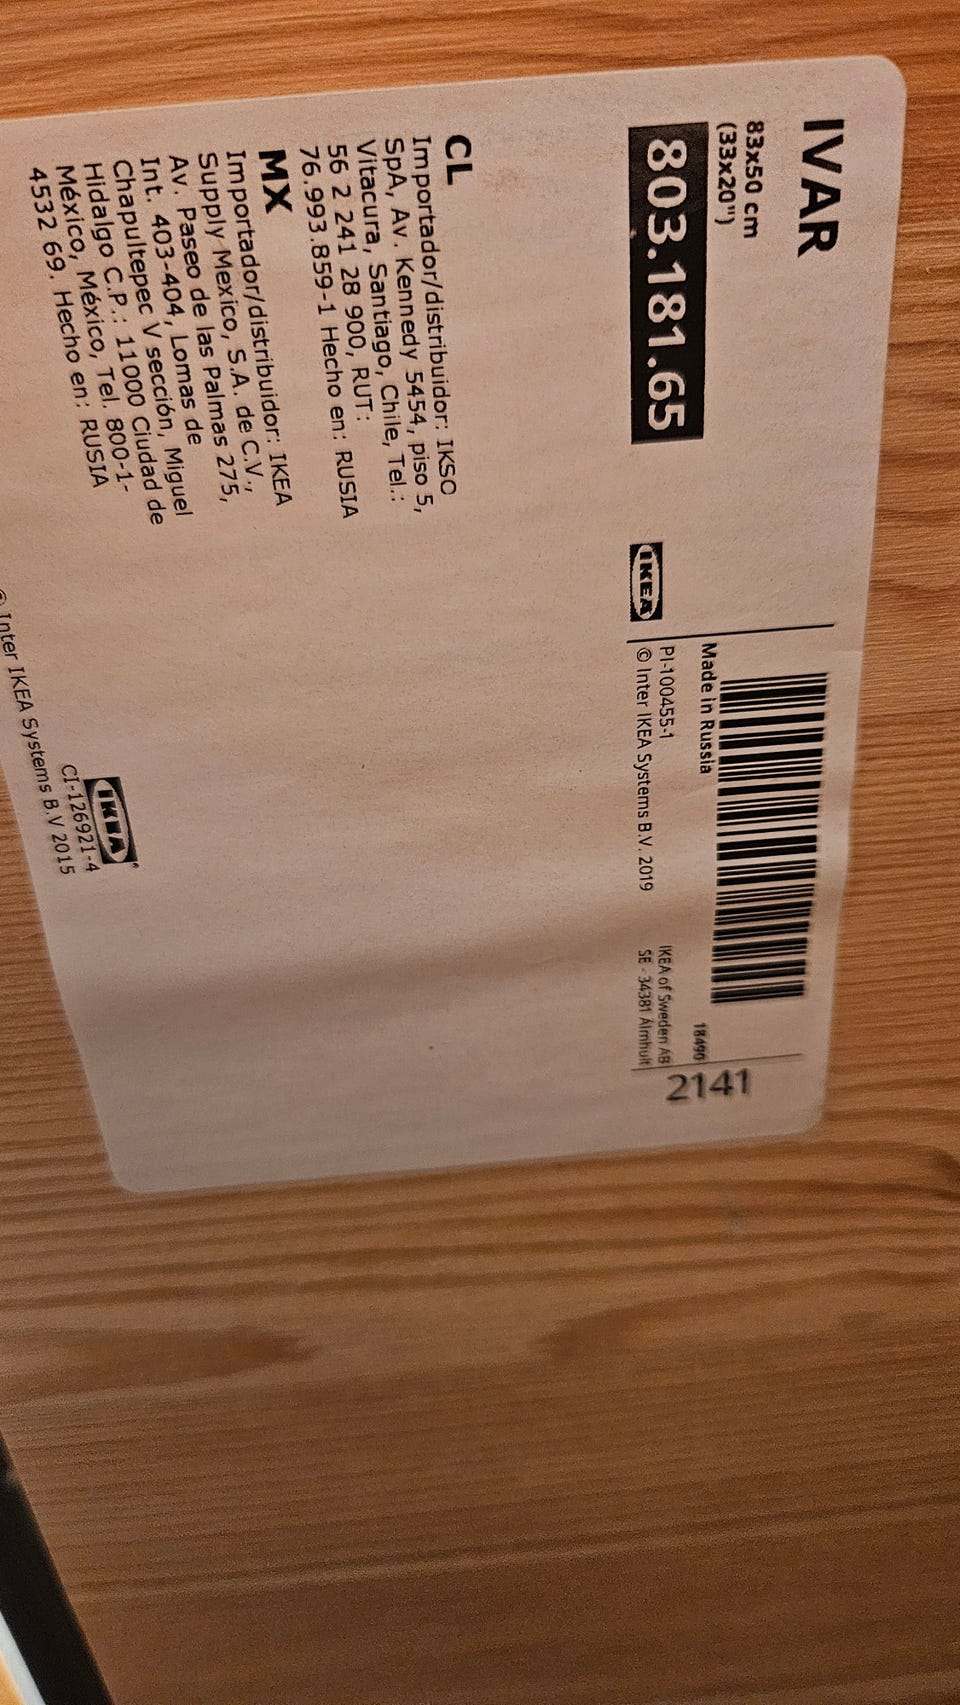 IVAR
83x50 cm
(33x20")
803.181.65
IKEA
Made in Russia
PI-100455-1
© Inter IKEA Systems B.V. 2019
18490
IKEA of Sweden AB
SE - 34381 Älmhult
2141
CL
Importador/distribuidor: IKSO
SpA, Av. Kennedy 5454, piso 5,
Vitacura, Santiago, Chile, Tel.:
56 2 241 28 900, RUT:
76.993.859-1 Hecho en: RUSIA
MX
Importador/distribuidor: IKEA
Supply Mexico, S.A. de C.V.,
Av. Paseo de las Palmas 275,
Int. 403-404, Lomas de
Chapultepec V sección, Miguel
Hidalgo C.P.: 11000 Ciudad de
México, México, Tel. 800-1-
4532 69. Hecho en: RUSIA
IKEA®
CI-126921-4
© Inter IKEA Systems B.V 2015